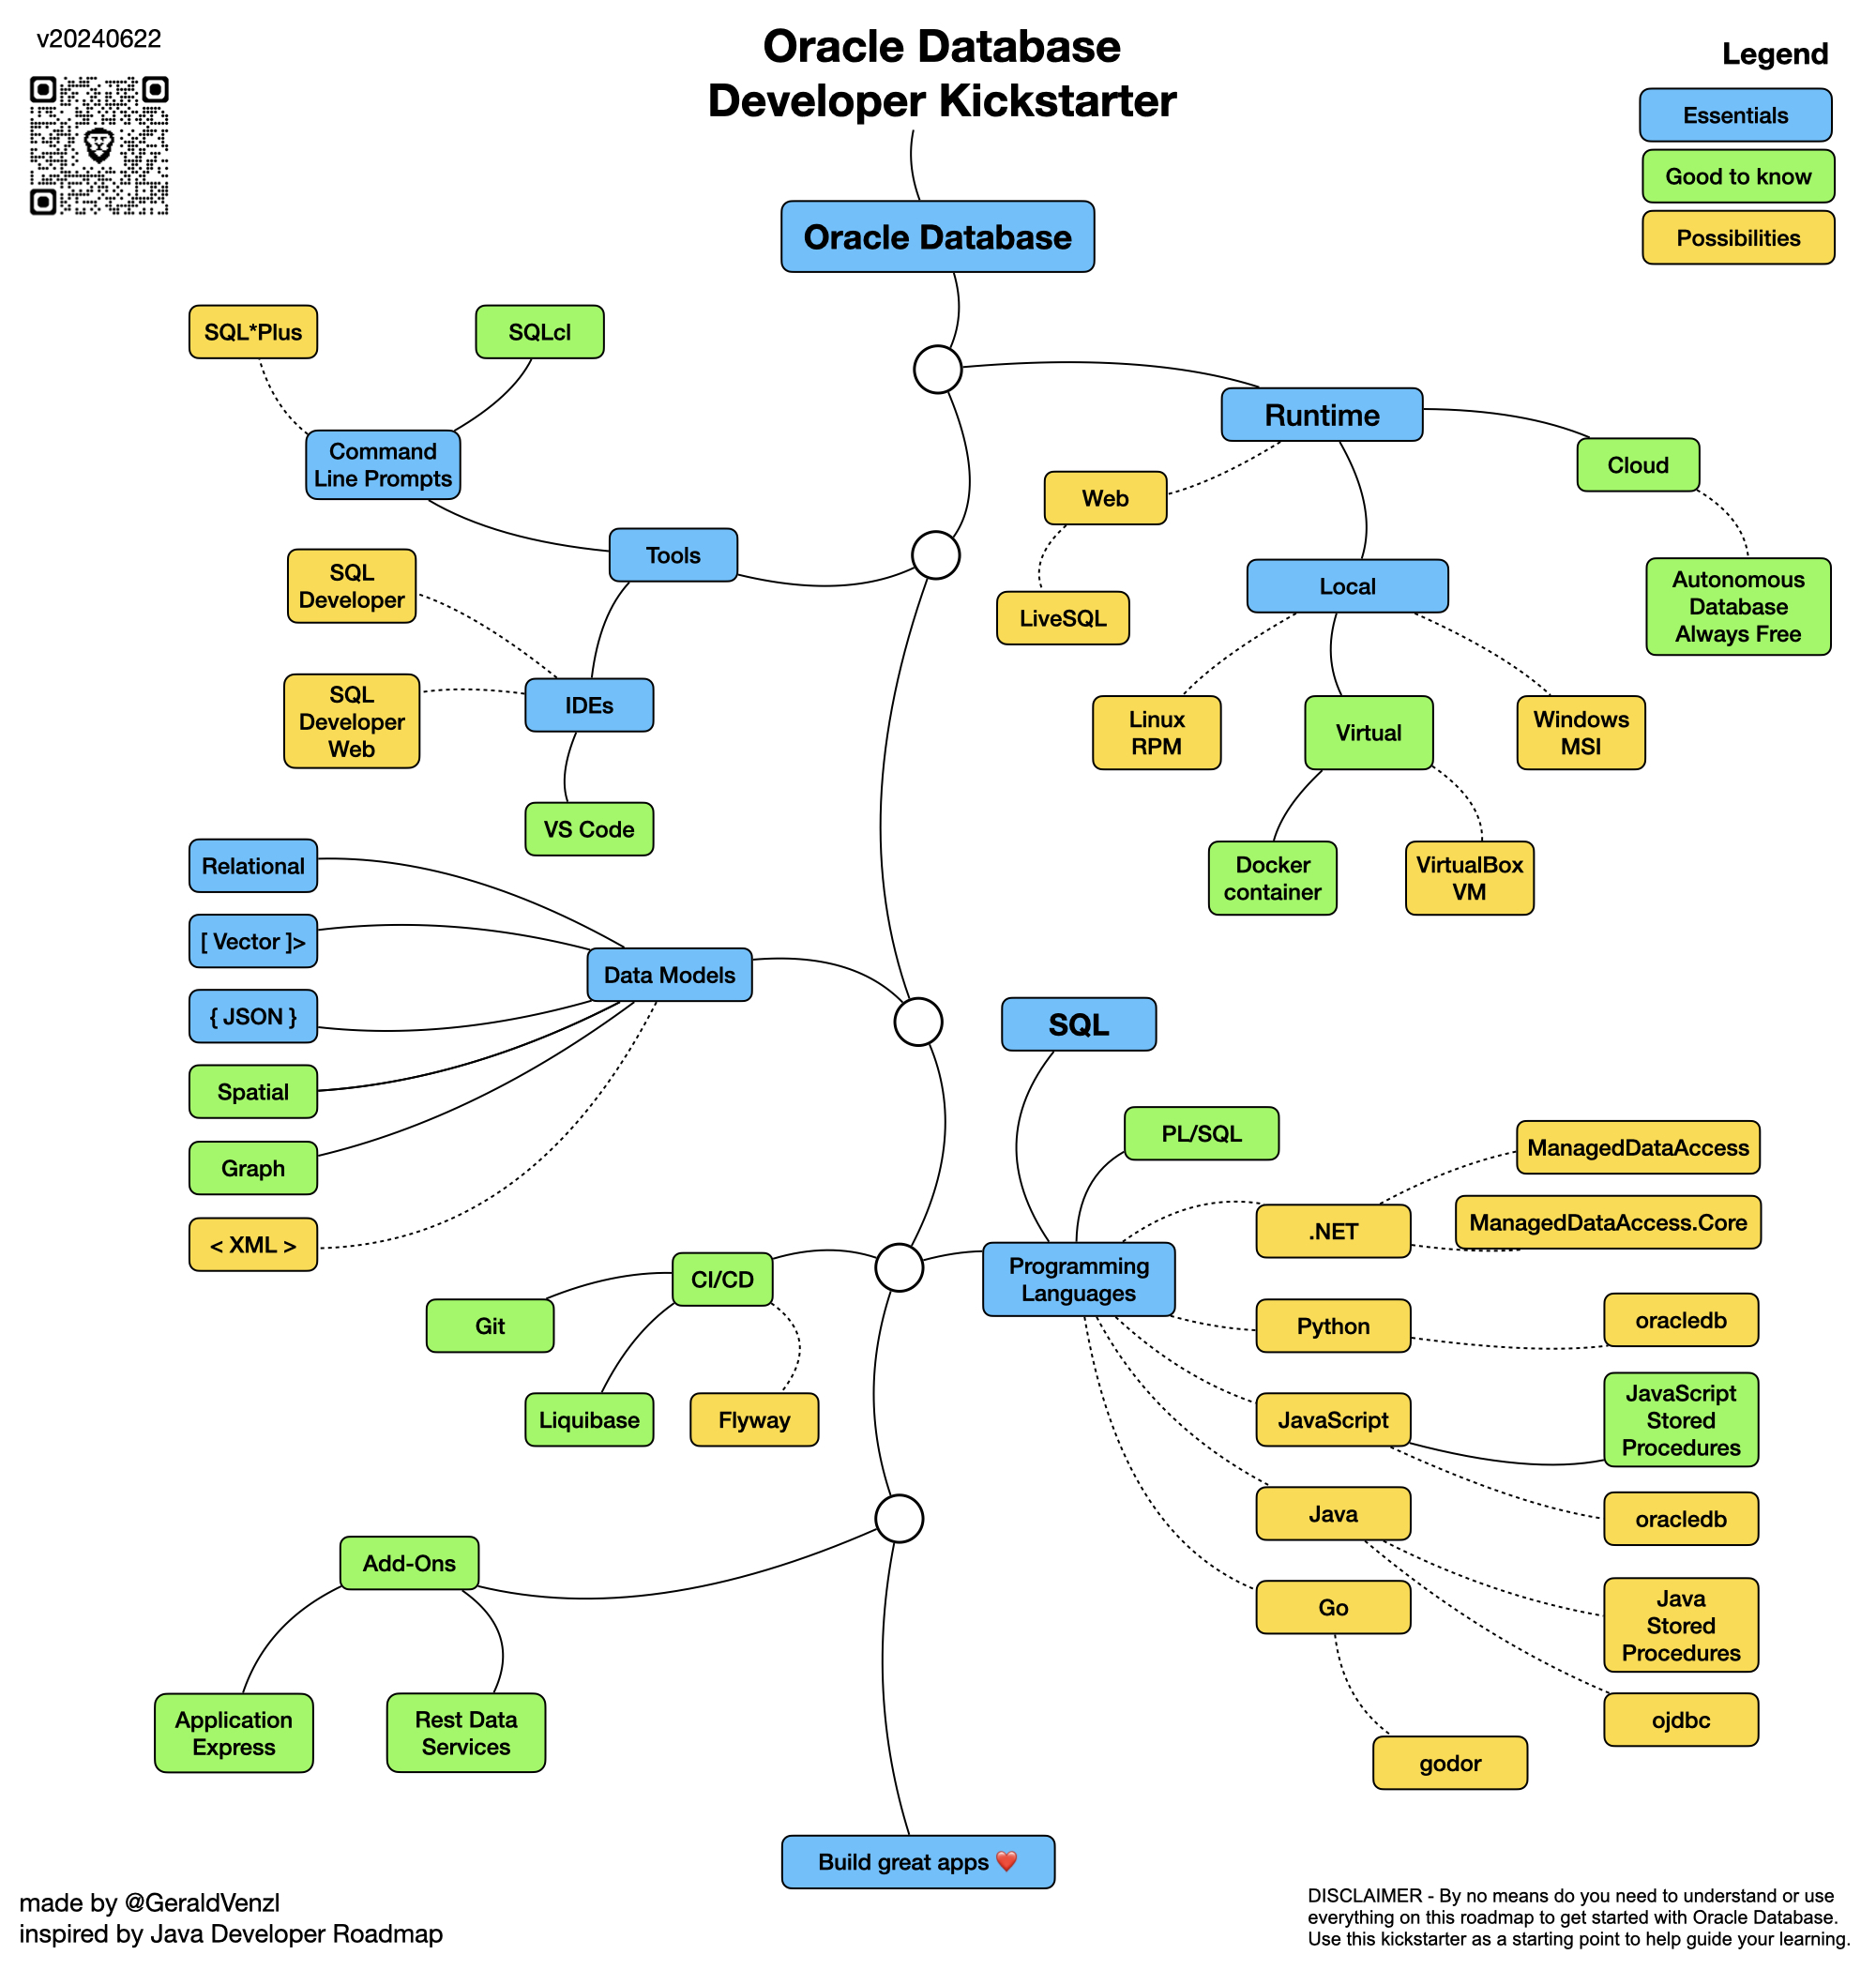 v20240622
Oracle Database
Developer Kickstarter
Legend
Essentials
Good to know
Possibilities
Oracle Database
SQL*Plus
SQLcl
Command
Line Prompts
Tools
SQL
Developer
SQL
Developer
Web
IDEs
VS Code
Runtime
Web
LiveSQL
Cloud
Autonomous
Database
Always Free
Local
Linux
RPM
Virtual
Windows
MSI
Docker
container
VirtualBox
VM
Relational
[ Vector ]>
{ JSON }
Spatial
Graph
< XML >
Data Models
SQL
PL/SQL
Programming
Languages
.NET
ManagedDataAccess
ManagedDataAccess.Core
Python
oracledb
JavaScript
JavaScript
Stored
Procedures
oracledb
Java
Java
Stored
Procedures
ojdbc
Go
godor
CI/CD
Git
Liquibase
Flyway
Add-Ons
Application
Express
Rest Data
Services
Build great apps ❤️
made by @GeraldVenzl
inspired by Java Developer Roadmap
DISCLAIMER - By no means do you need to understand or use
everything on this roadmap to get started with Oracle Database.
Use this kickstarter as a starting point to help guide your learning.